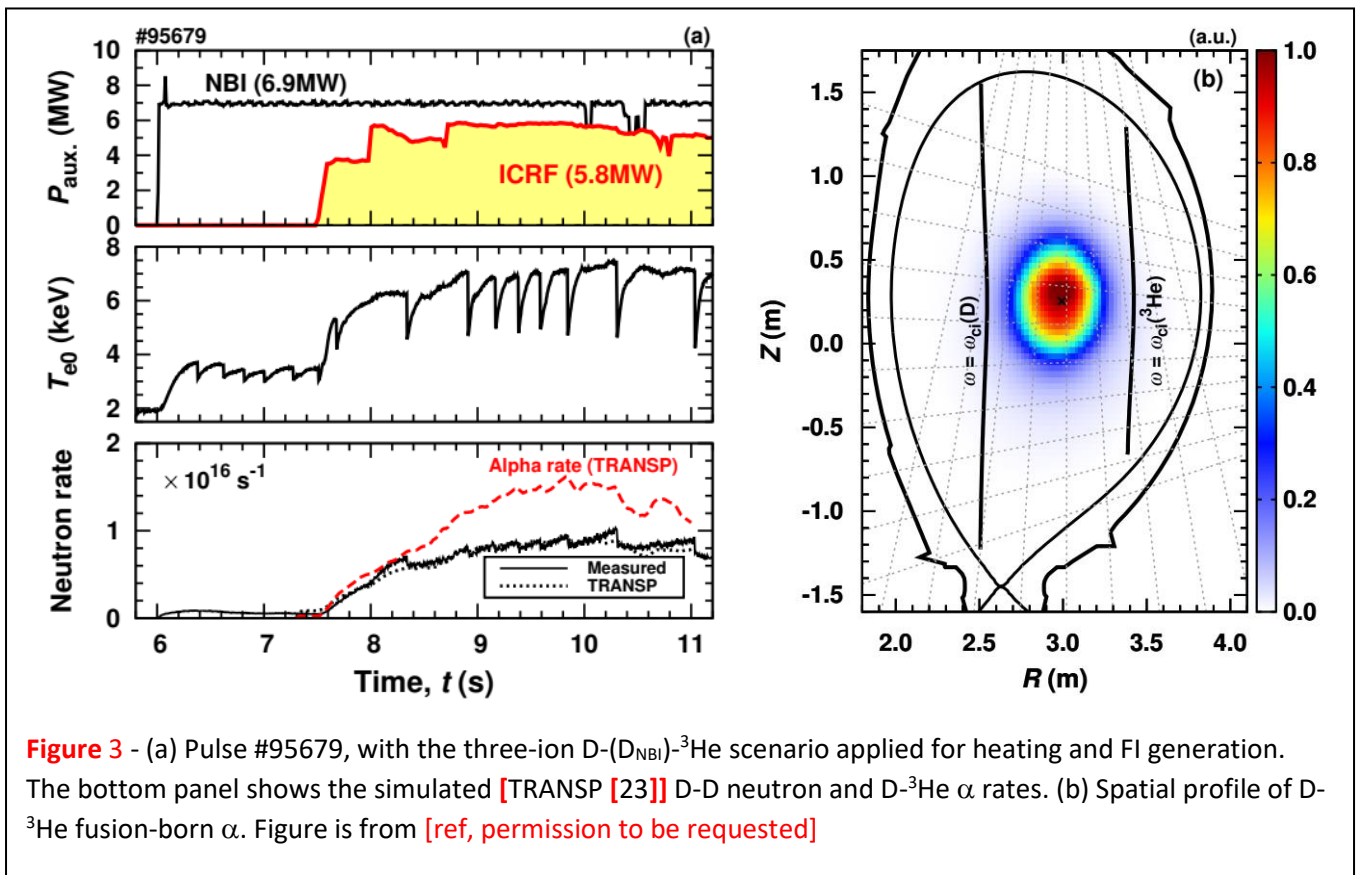 #95679 (a)
10
8
6
4
2
0
P_aux. (MW)
NBI (6.9MW)
ICRF (5.8MW)
8
6
4
2
T_e0 (keV)
2
1
0
Neutron rate
× 10^16 s^-1
Alpha rate (TRANSP)
Measured
TRANSP
6 7 8 9 10 11
Time, t (s)
(a.u.)
(b)
1.5
1.0
0.5
0.0
-0.5
-1.0
-1.5
Z (m)
ω = ω_ci(D)
ω = ω_ci(^3He)
2.0 2.5 3.0 3.5 4.0
R (m)
1.0
0.8
0.6
0.4
0.2
0.0
Figure 3 - (a) Pulse #95679, with the three-ion D-(D_NBI)-^3He scenario applied for heating and FI generation.
The bottom panel shows the simulated [TRANSP [23]] D-D neutron and D-^3He α rates. (b) Spatial profile of D-
^3He fusion-born α. Figure is from [ref, permission to be requested]